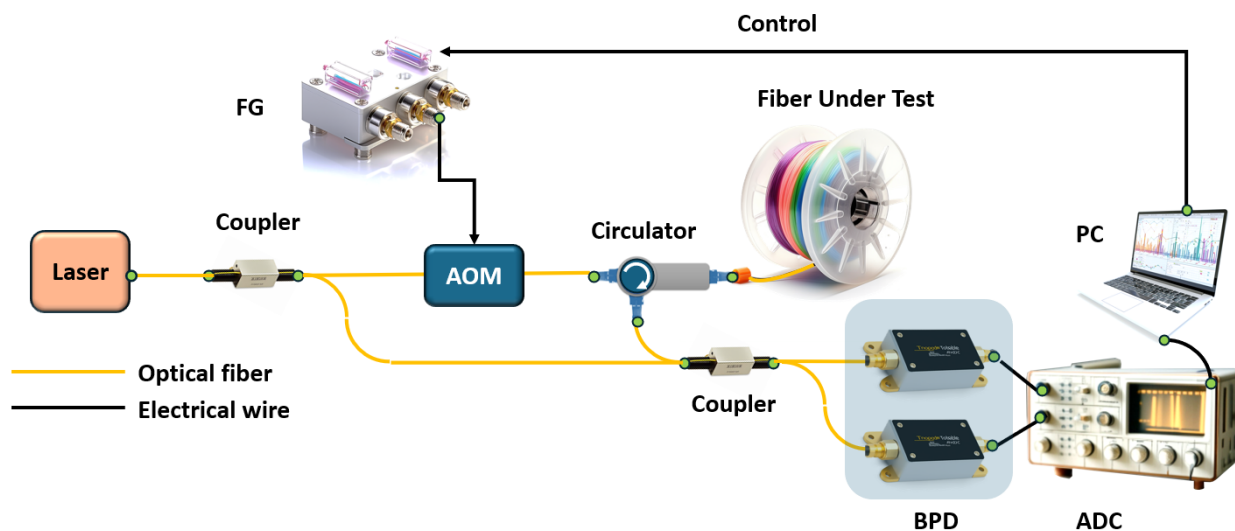 Control
FG
Fiber Under Test
Coupler
Circulator
PC
Laser
AOM
Optical fiber
Electrical wire
Coupler
BPD
ADC